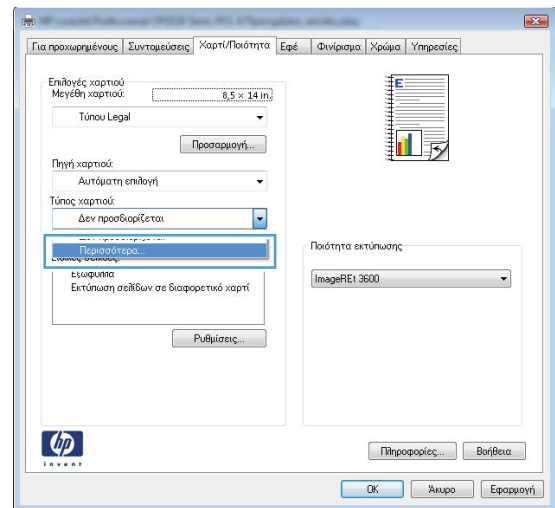 Για προχωρημένους Συντομεύσεις Χαρτί/Ποιότητα Εφέ Φινίρισμα Χρώμα Υπηρεσίες
Επιλογές χαρτιού
Μεγέθη χαρτιού:
8,5 × 14 in.
Τύπου Legal
Προσαρμογή...
Πηγή χαρτιού:
Αυτόματη επιλογή
Τύπος χαρτιού:
Δεν προσδιορίζεται
Περισσότερα...
Εξώφυλλα
Εκτύπωση σελίδων σε διαφορετικό χαρτί
Ρυθμίσεις...
E
Ποιότητα εκτύπωσης
ImageREt 3600
hp
invent
Πληροφορίες... Βοήθεια
OK Άκυρο Εφαρμογή